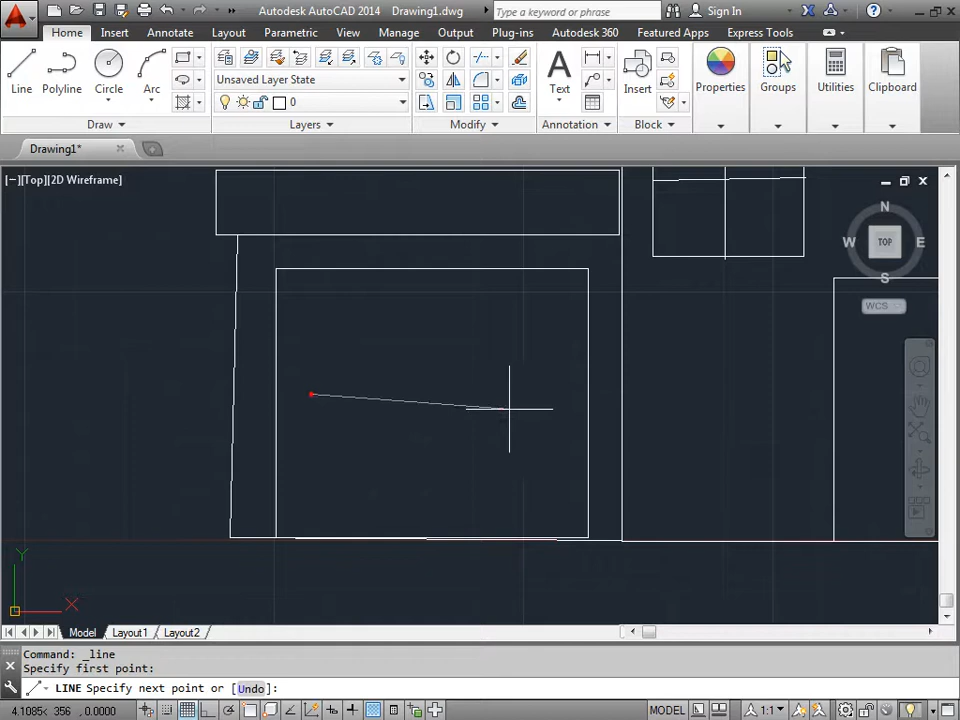 Autodesk AutoCAD 2014 Drawing1.dwg
Type a keyword or phrase
Sign In
Home Insert Annotate Layout Parametric View Manage Output Plug-ins Autodesk 360 Featured Apps Express Tools
Line Polyline Circle Arc
Unsaved Layer State
0
Text Insert Properties Groups Utilities Clipboard
Draw Layers Modify Annotation Block
Drawing1*
[−][Top][2D Wireframe]
N
W TOP E
S
WCS
Y
X
Model Layout1 Layout2
Command: _line
Specify first point:
LINE Specify next point or [Undo]:
4.1085< 356 , 0.0000
MODEL 1:1